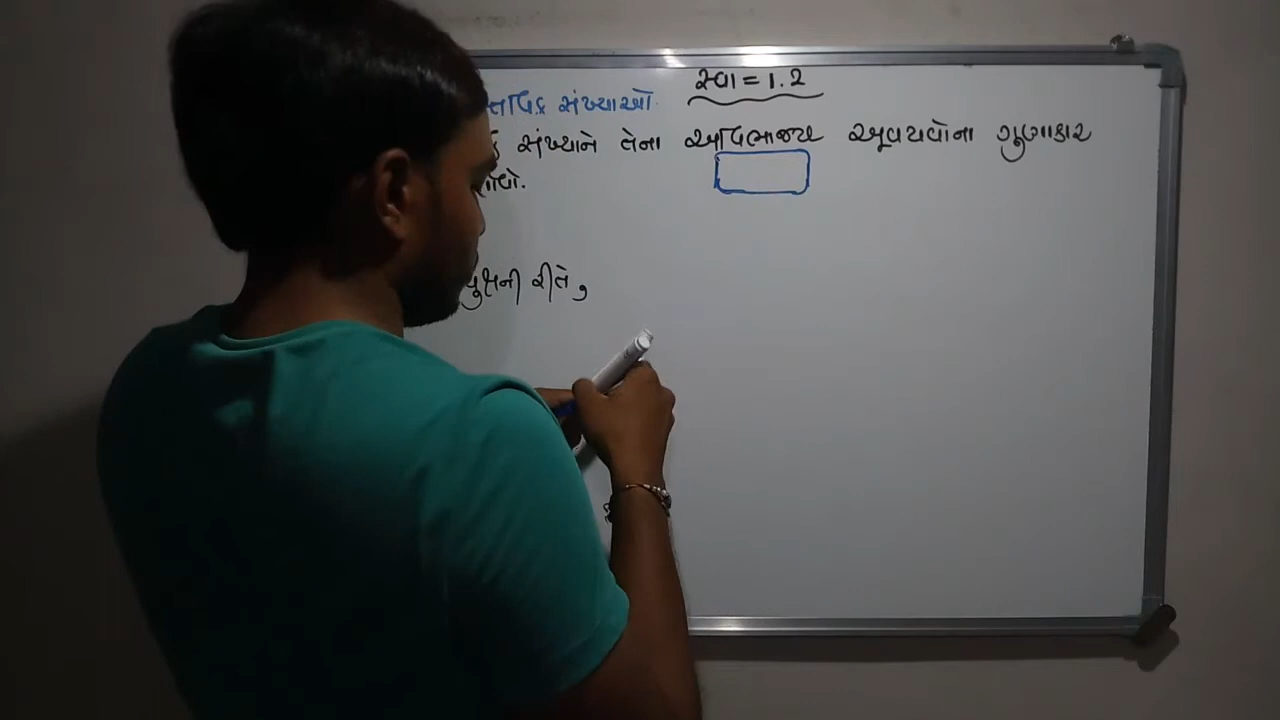 સ્વા = 1.2
સંખ્યાઓ.
સંખ્યાને તેના અવિભાજ્ય અવયવોના ગુણાકાર
રીતે,